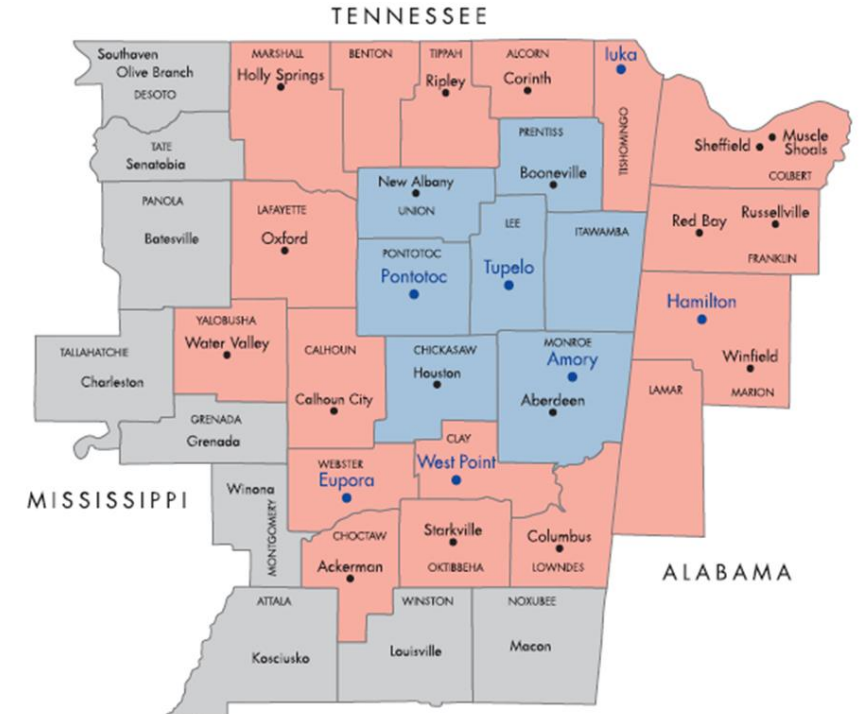 TENNESSEE
Southaven
Olive Branch
DESOTO
MARSHALL
Holly Springs
BENTON
TIPPAH
Ripley
ALCORN
Corinth
Iuka
TISHOMINGO
Sheffield
Muscle
Shoals
COLBERT
TATE
Senatobia
PRENTISS
Booneville
New Albany
UNION
PANOLA
Batesville
LAFAYETTE
Oxford
LEE
Tupelo
ITAWAMBA
Red Bay
Russellville
FRANKLIN
PONTOTOC
Pontotoc
Hamilton
Winfield
MARION
YALOBUSHA
Water Valley
TALLAHATCHIE
Charleston
CALHOUN
Calhoun City
CHICKASAW
Houston
MONROE
Amory
Aberdeen
LAMAR
GRENADA
Grenada
CLAY
West Point
WEBSTER
Eupora
MISSISSIPPI
Winona
MONTGOMERY
CHOCTAW
Ackerman
Starkville
OKTIBBEHA
Columbus
LOWNDES
ALABAMA
ATTALA
Kosciusko
WINSTON
Louisville
NOXUBEE
Macon